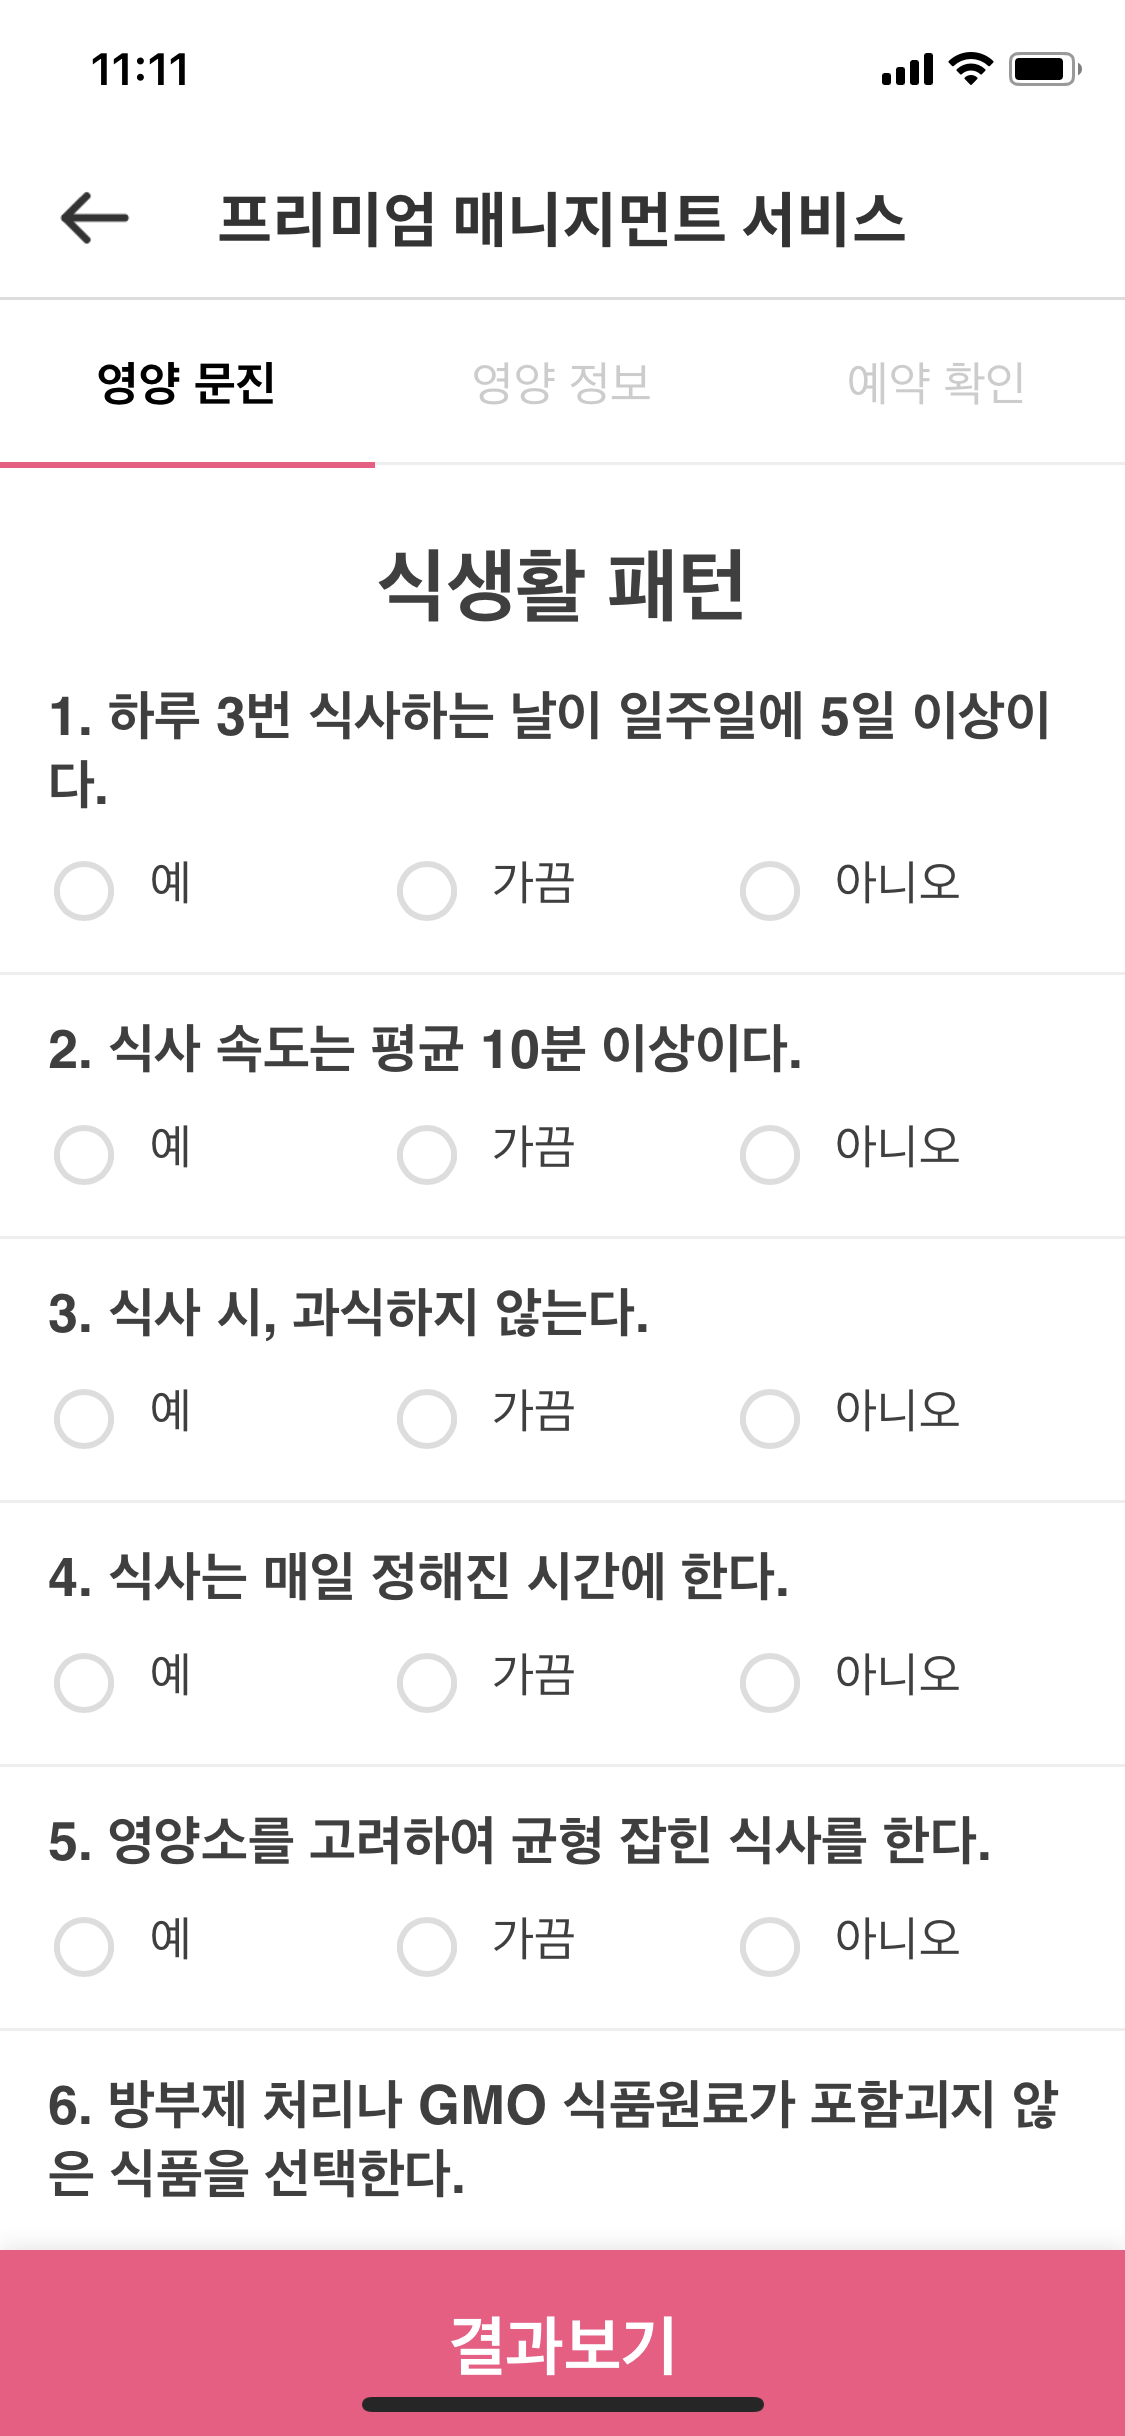 11:11
프리미엄 매니지먼트 서비스
영양 문진 영양 정보 예약 확인
식생활 패턴
1. 하루 3번 식사하는 날이 일주일에 5일 이상이
다.
예 가끔 아니오
2. 식사 속도는 평균 10분 이상이다.
예 가끔 아니오
3. 식사 시, 과식하지 않는다.
예 가끔 아니오
4. 식사는 매일 정해진 시간에 한다.
예 가끔 아니오
5. 영양소를 고려하여 균형 잡힌 식사를 한다.
예 가끔 아니오
6. 방부제 처리나 GMO 식품원료가 포함괴지 않
은 식품을 선택한다.
결과보기